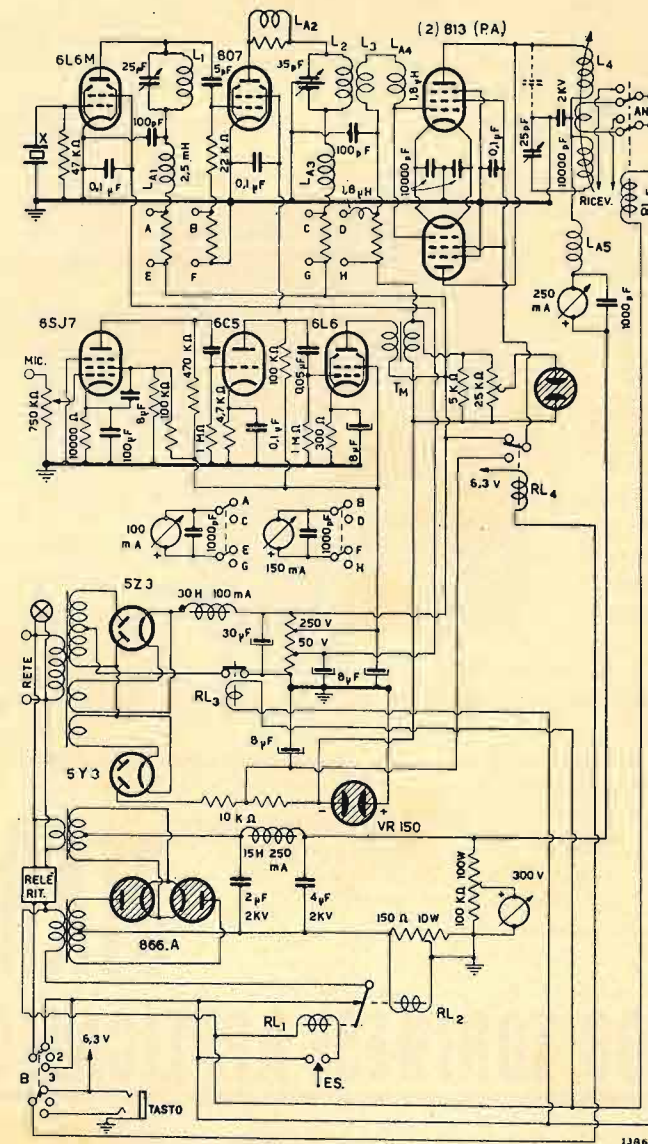 LA2
(2) 813 (P.A.)
6L6M
25pF
L1
5pF
807
35pF
L2
L3
LA4
1,8µH
L4
2KV
AN
X
47 KΩ
100pF
0,1µF
LA1
2,5 mH
22 KΩ
0,1µF
LA3
100pF
1,8µH
10000pF
0,1µF
25pF
10000pF
RICEV.
A
B
C
D
E
F
G
H
LA5
250 mA
1000pF
6SJ7
6C5
6L6
MIC.
750 KΩ
10000 Ω
100µF
8µF
100KΩ
470 KΩ
1 MΩ
4,7 KΩ
0,1µF
100 KΩ
0,05µF
1 MΩ
300Ω
8µF
TM
5 KΩ
25 KΩ
6,3 V
RL4
100 mA
1000pF
A
C
E
G
150 mA
1000pF
B
D
F
H
5Z3
30 H 100 mA
RETE
30µF
250 V
50 V
8µF
RL3
8µF
5Y3
10 KΩ
VR 150
15H 250 mA
RELÉ RIT.
2µF 2KV
4µF 2KV
866.A
150Ω 10W
100 KΩ 100W
300 V
RL1
RL2
ES.
B
1
2
3
6,3 V
TASTO